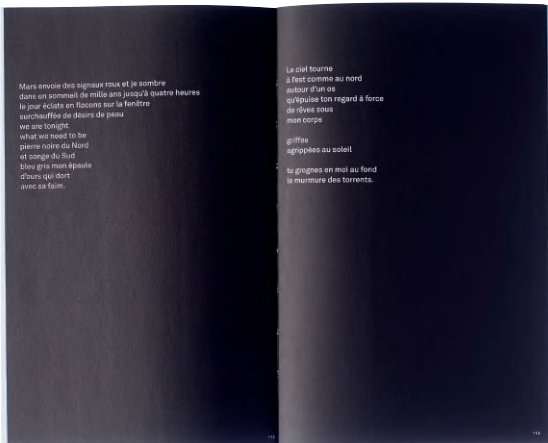 Mars envoie des signaux roux et je sombre
dans un sommeil de mille ans jusqu'à quatre heures
le jour éclate en flocons sur la fenêtre
surchauffée de désirs de peau
we are tonight
what we need to be
pierre noire du Nord
et songe du Sud
bleu gris mon épaule
d'ours qui dort
avec sa faim.
Le ciel tourne
à l'est comme au nord
autour d'un os
qu'épuise ton regard à force
de rêves sous
mon corps
griffes
agrippées au soleil
tu grognes en moi au fond
le murmure des torrents.